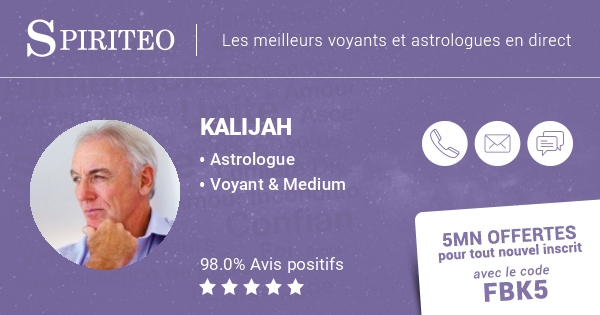 SPIRITEO
Les meilleurs voyants et astrologues en direct
KALIJAH
• Astrologue
• Voyant & Medium
98.0% Avis positifs
5MN OFFERTES
pour tout nouvel inscrit
avec le code
FBK5